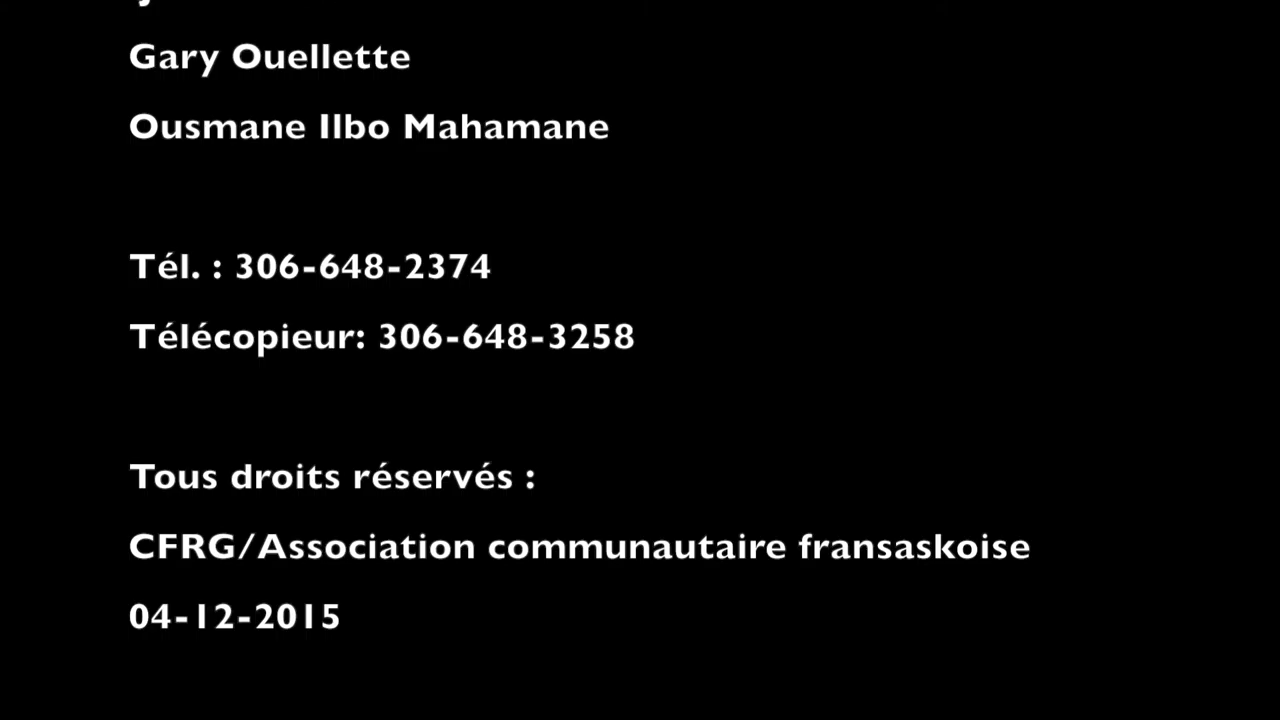 Gary Ouellette
Ousmane Ilbo Mahamane
Tél. : 306-648-2374
Télécopieur: 306-648-3258
Tous droits réservés :
CFRG/Association communautaire fransaskoise
04-12-2015